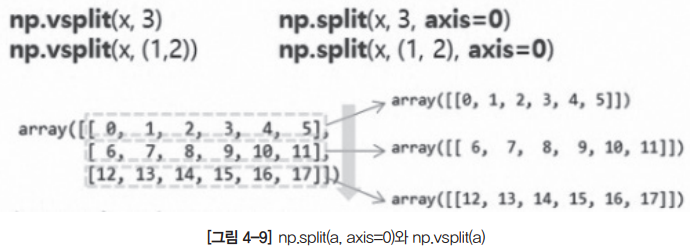 np.vsplit(x, 3)
np.split(x, 3, axis=0)
np.vsplit(x, (1,2))
np.split(x, (1, 2), axis=0)
array([[ 0, 1, 2, 3, 4, 5],
[ 6, 7, 8, 9, 10, 11],
[12, 13, 14, 15, 16, 17]])
array([[0, 1, 2, 3, 4, 5]])
array([[ 6, 7, 8, 9, 10, 11]])
array([[12, 13, 14, 15, 16, 17]])
[그림 4-9] np.split(a, axis=0)와 np.vsplit(a)